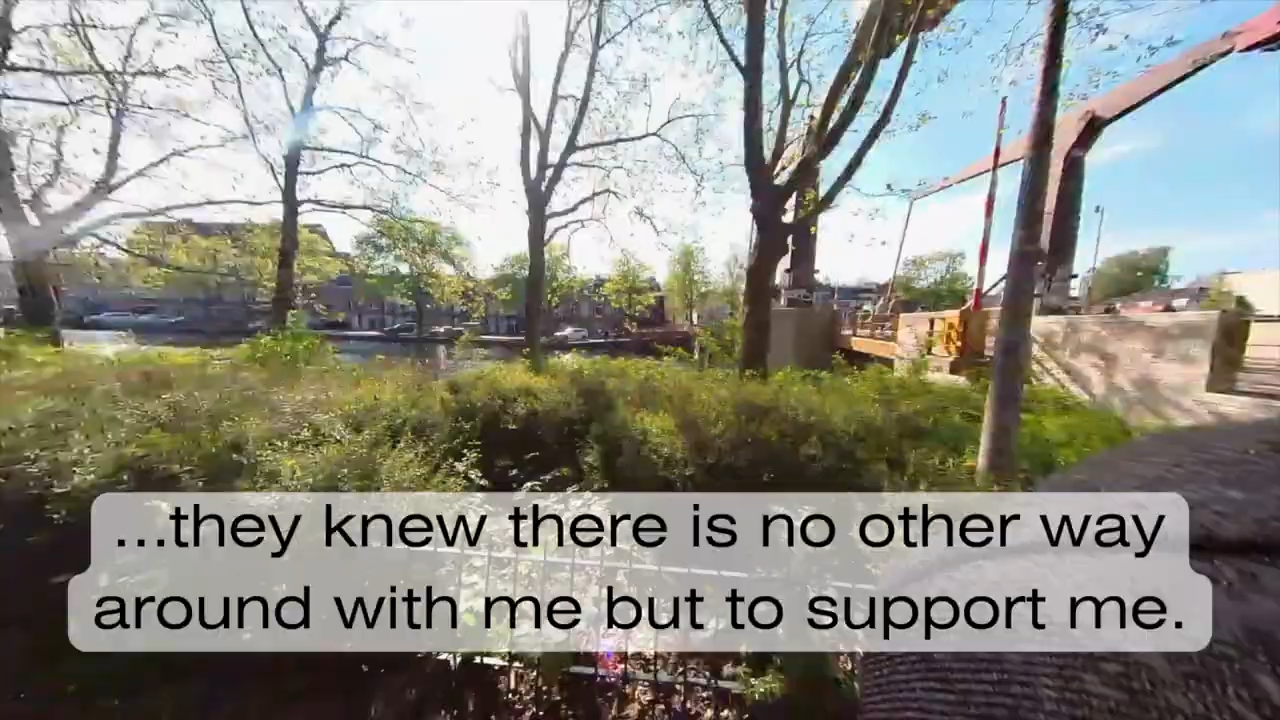 ...they knew there is no other way
around with me but to support me.